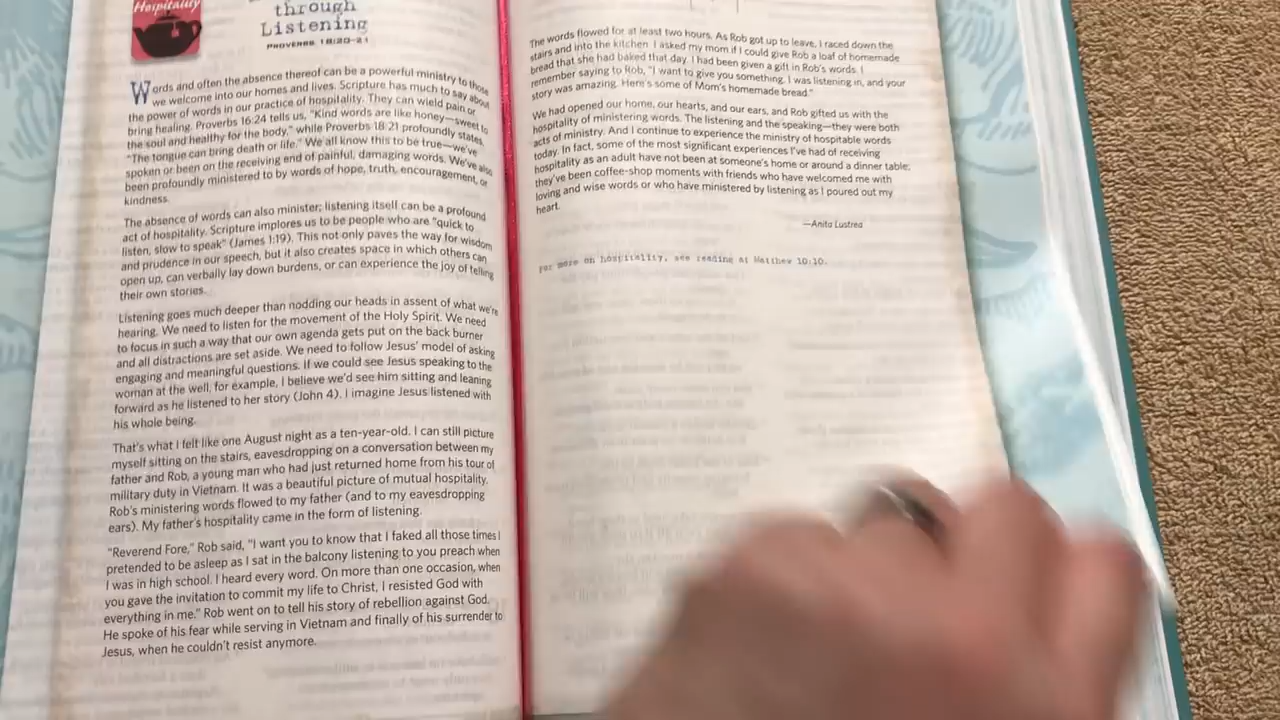 Hospitality
through
Listening
PROVERBS 18:20-21
Words and often the absence thereof can be a powerful ministry to those
we welcome into our homes and lives. Scripture has much to say about
the power of words in our practice of hospitality. They can wield pain or
bring healing. Proverbs 16:24 tells us, "Kind words are like honey—sweet to
the soul and healthy for the body," while Proverbs 18:21 profoundly states,
"The tongue can bring death or life." We all know this to be true—we've
spoken or been on the receiving end of painful, damaging words. We've also
been profoundly ministered to by words of hope, truth, encouragement, or
kindness.
The absence of words can also minister; listening itself can be a profound
act of hospitality. Scripture implores us to be people who are "quick to
listen, slow to speak" (James 1:19). This not only paves the way for wisdom
and prudence in our speech, but it also creates space in which others can
open up, can verbally lay down burdens, or can experience the joy of telling
their own stories.
Listening goes much deeper than nodding our heads in assent of what we're
hearing. We need to listen for the movement of the Holy Spirit. We need
to focus in such a way that our own agenda gets put on the back burner
and all distractions are set aside. We need to follow Jesus' model of asking
engaging and meaningful questions. If we could see Jesus speaking to the
woman at the well, for example, I believe we'd see him sitting and leaning
forward as he listened to her story (John 4). I imagine Jesus listened with
his whole being.
That's what I felt like one August night as a ten-year-old. I can still picture
myself sitting on the stairs, eavesdropping on a conversation between my
father and Rob, a young man who had just returned home from his tour of
military duty in Vietnam. It was a beautiful picture of mutual hospitality.
Rob's ministering words flowed to my father (and to my eavesdropping
ears). My father's hospitality came in the form of listening.
"Reverend Fore," Rob said, "I want you to know that I faked all those times I
pretended to be asleep as I sat in the balcony listening to you preach when
I was in high school. I heard every word. On more than one occasion, when
you gave the invitation to commit my life to Christ, I resisted God with
everything in me." Rob went on to tell his story of rebellion against God.
He spoke of his fear while serving in Vietnam and finally of his surrender to
Jesus, when he couldn't resist anymore.
The words flowed for at least two hours. As Rob got up to leave, I raced down the
stairs and into the kitchen. I asked my mom if I could give Rob a loaf of homemade
bread that she had baked that day. I had been given a gift in Rob's words. I
remember saying to Rob, "I want to give you something. I was listening in, and your
story was amazing. Here's some of Mom's homemade bread."
We had opened our home, our hearts, and our ears, and Rob gifted us with the
hospitality of ministering words. The listening and the speaking—they were both
acts of ministry. And I continue to experience the ministry of hospitable words
today. In fact, some of the most significant experiences I've had of receiving
hospitality as an adult have not been at someone's home or around a dinner table;
they've been coffee-shop moments with friends who have welcomed me with
loving and wise words or who have ministered by listening as I poured out my
heart.
—Anita Lustrea
For more on hospitality, see reading at Matthew 10:10.